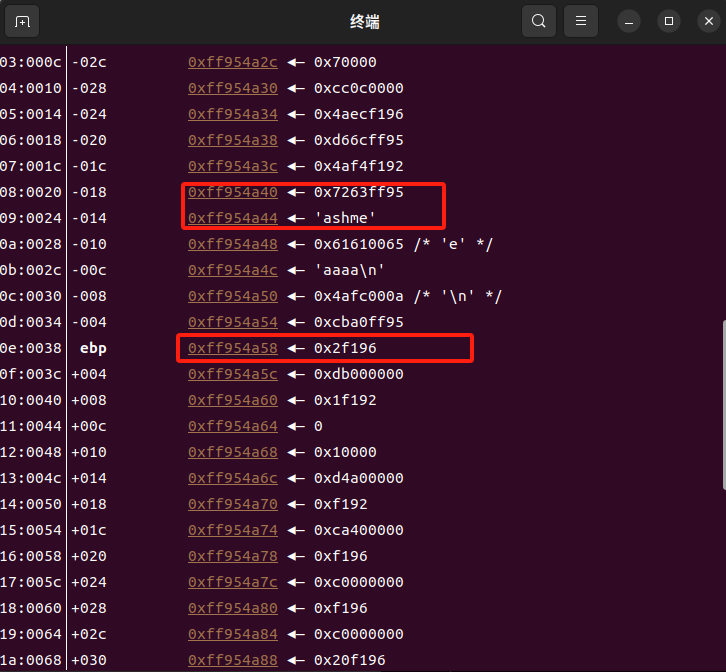 终端
03:000c -02c 0xff954a2c ◂— 0x70000
04:0010 -028 0xff954a30 ◂— 0xcc0c0000
05:0014 -024 0xff954a34 ◂— 0x4aecf196
06:0018 -020 0xff954a38 ◂— 0xd66cff95
07:001c -01c 0xff954a3c ◂— 0x4af4f192
08:0020 -018 0xff954a40 ◂— 0x7263ff95
09:0024 -014 0xff954a44 ◂— 'ashme'
0a:0028 -010 0xff954a48 ◂— 0x61610065 /* 'e' */
0b:002c -00c 0xff954a4c ◂— 'aaaa\n'
0c:0030 -008 0xff954a50 ◂— 0x4afc000a /* '\n' */
0d:0034 -004 0xff954a54 ◂— 0xcba0ff95
0e:0038 ebp 0xff954a58 ◂— 0x2f196
0f:003c +004 0xff954a5c ◂— 0xdb000000
10:0040 +008 0xff954a60 ◂— 0x1f192
11:0044 +00c 0xff954a64 ◂— 0
12:0048 +010 0xff954a68 ◂— 0x10000
13:004c +014 0xff954a6c ◂— 0xd4a00000
14:0050 +018 0xff954a70 ◂— 0xf192
15:0054 +01c 0xff954a74 ◂— 0xca400000
16:0058 +020 0xff954a78 ◂— 0xf196
17:005c +024 0xff954a7c ◂— 0xc0000000
18:0060 +028 0xff954a80 ◂— 0xf196
19:0064 +02c 0xff954a84 ◂— 0xc0000000
1a:0068 +030 0xff954a88 ◂— 0x20f196